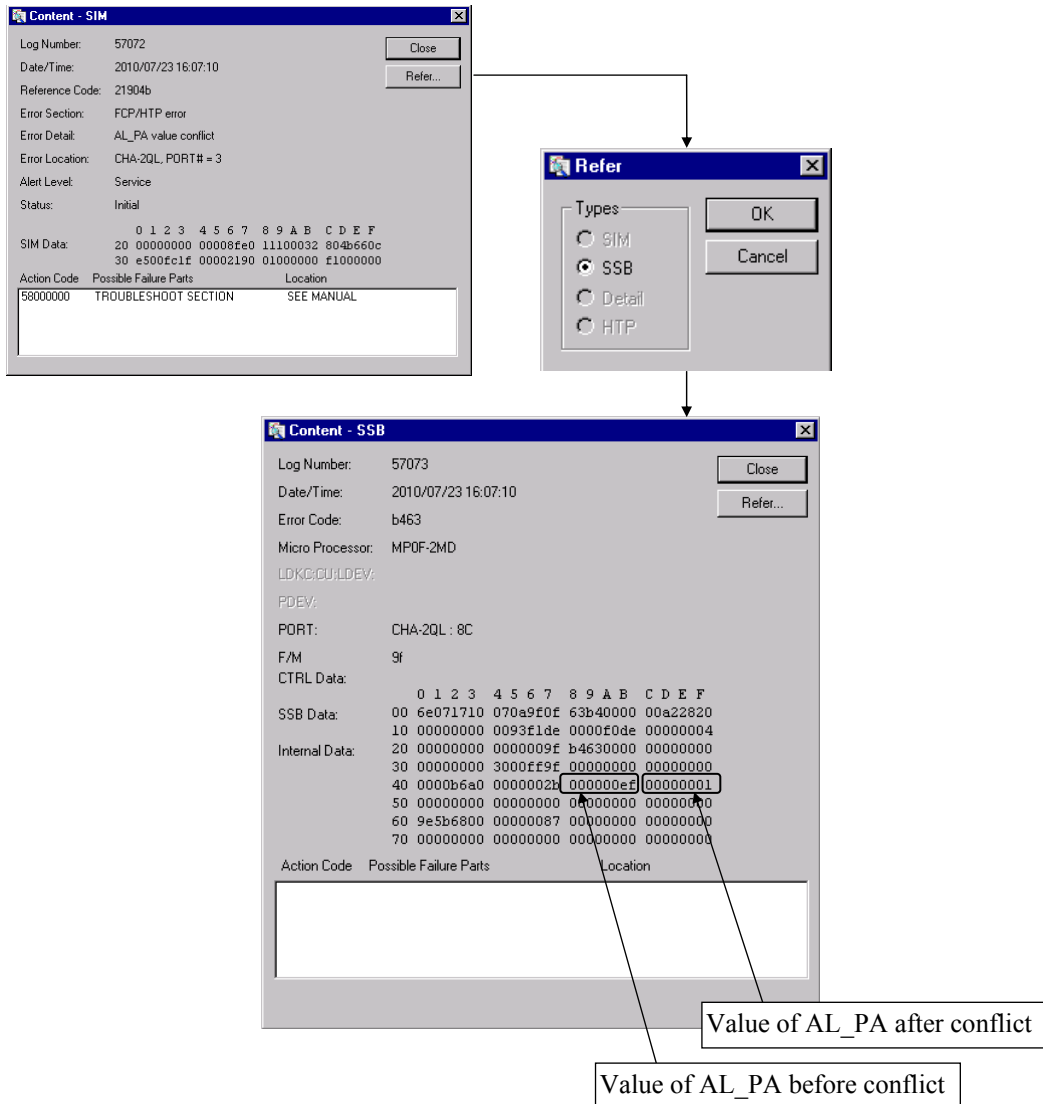 Content - SIM
Log Number: 57072
Close
Date/Time: 2010/07/23 16:07:10
Refer...
Reference Code: 21904b
Error Section: FCP/HTP error
Error Detail: AL_PA value conflict
Error Location: CHA-2QL, PORT# = 3
Alert Level: Service
Status: Initial
0 1 2 3 4 5 6 7 8 9 A B C D E F
SIM Data: 20 00000000 00008fe0 11100032 804b660c
30 e500fc1f 00002190 01000000 f1000000
Action Code Possible Failure Parts Location
58000000 TROUBLESHOOT SECTION SEE MANUAL
Refer
Types
SIM
SSB
Detail
HTP
OK
Cancel
Content - SSB
Log Number: 57073
Close
Date/Time: 2010/07/23 16:07:10
Refer...
Error Code: b463
Micro Processor: MP0F-2MD
LDKC:CU:LDEV:
PDEV:
PORT: CHA-2QL : 8C
F/M 9f
CTRL Data:
0 1 2 3 4 5 6 7 8 9 A B C D E F
SSB Data: 00 6e071710 070a9f0f 63b40000 00a22820
10 00000000 0093f1de 0000f0de 00000004
Internal Data: 20 00000000 0000009f b4630000 00000000
30 00000000 3000ff9f 00000000 00000000
40 0000b6a0 0000002b 000000ef 00000001
50 00000000 00000000 00000000 00000000
60 9e5b6800 00000087 00000000 00000000
70 00000000 00000000 00000000 00000000
Action Code Possible Failure Parts Location
Value of AL_PA after conflict
Value of AL_PA before conflict